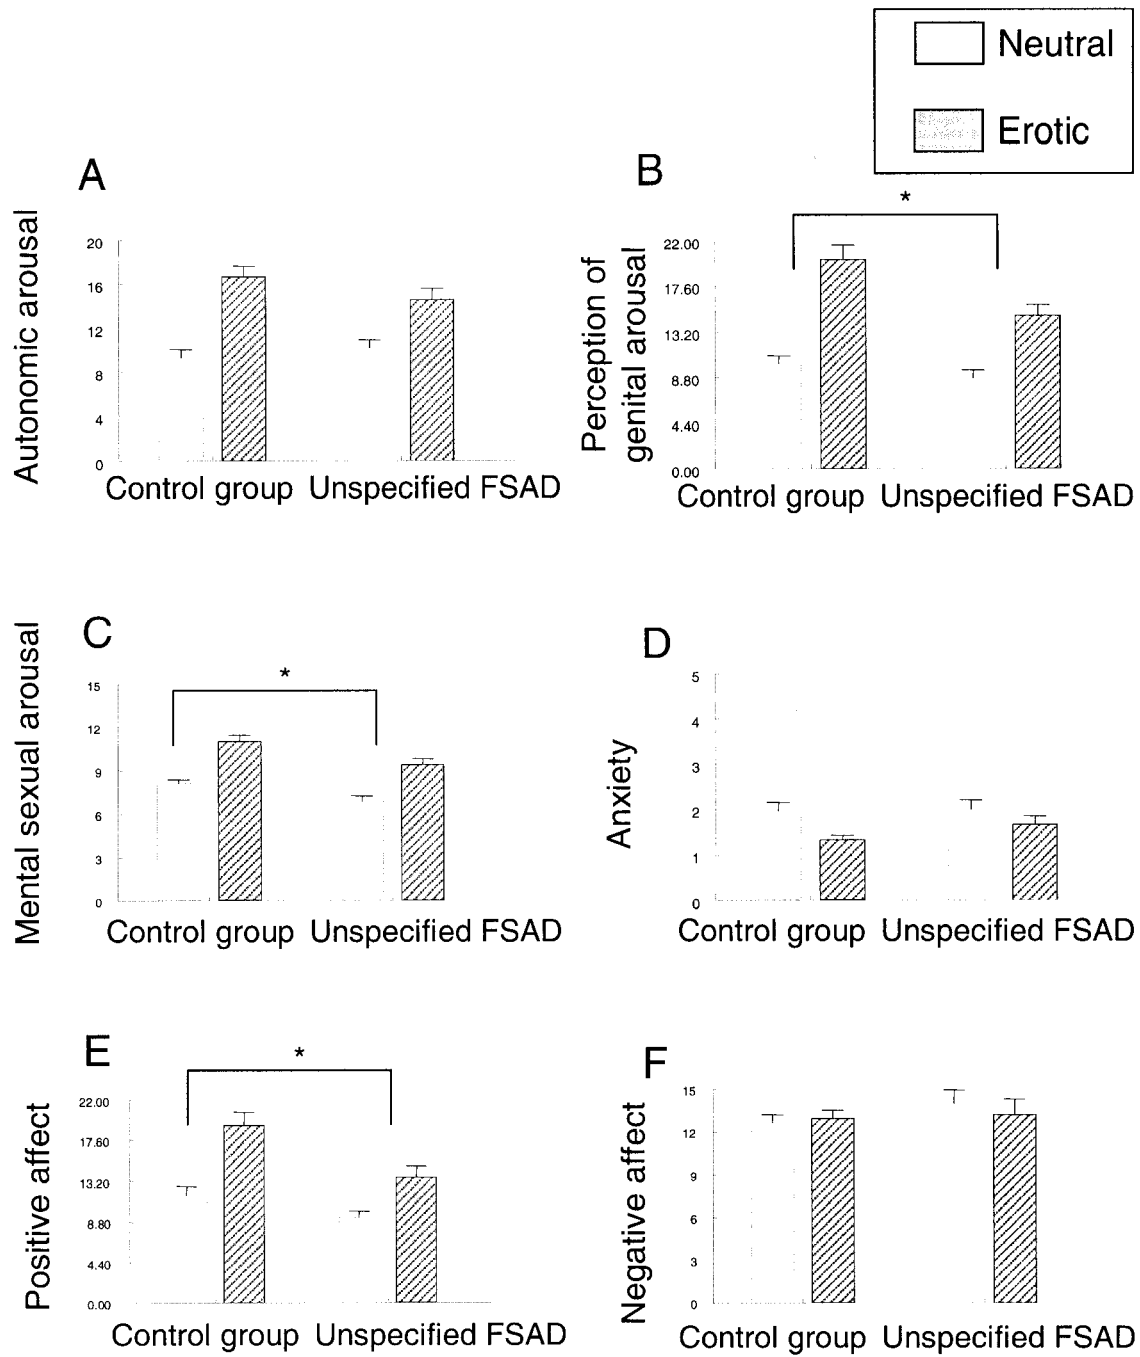 Neutral
Erotic
A
Autonomic arousal
20
16
12
8
4
0
Control group Unspecified FSAD
B
*
Perception of
genital arousal
22.00
17.60
13.20
8.80
4.40
0.00
Control group Unspecified FSAD
C
*
Mental sexual arousal
15
12
9
6
3
0
Control group Unspecified FSAD
D
Anxiety
5
4
3
2
1
0
Control group Unspecified FSAD
E
*
Positive affect
22.00
17.60
13.20
8.80
4.40
0.00
Control group Unspecified FSAD
F
Negative affect
15
12
9
6
3
0
Control group Unspecified FSAD